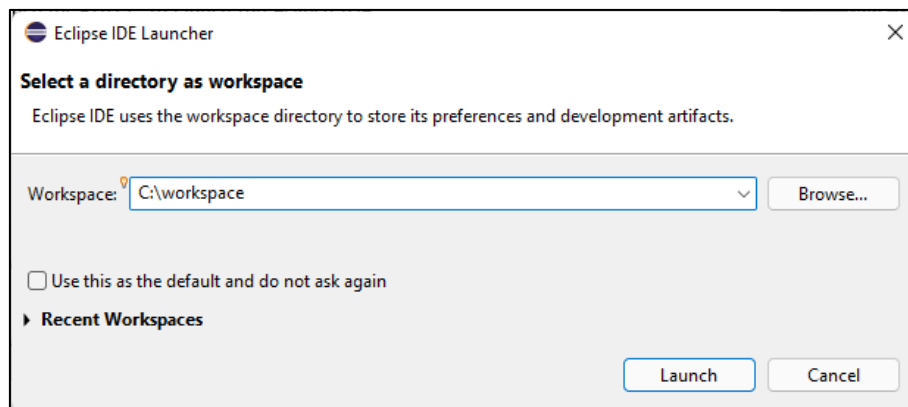 Eclipse IDE Launcher
Select a directory as workspace
Eclipse IDE uses the workspace directory to store its preferences and development artifacts.
Workspace: C:\workspace Browse...
Use this as the default and do not ask again
Recent Workspaces
Launch Cancel